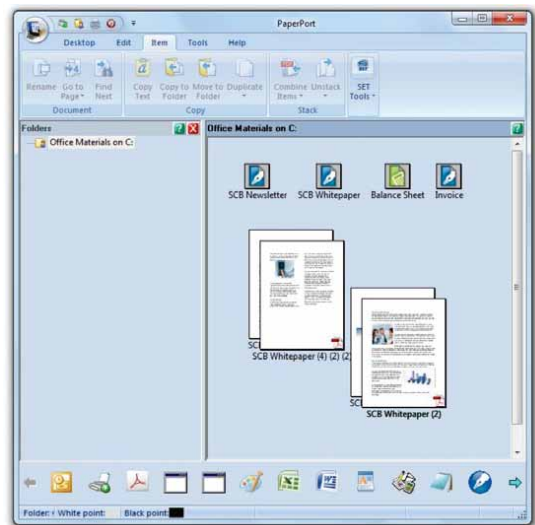 PaperPort
Desktop Edit Item Tools Help
Rename Go to Page Find Next Copy Text Copy to Folder Move to Folder Duplicate Combine Items Unstack SET Tools
Document Copy Stack
Folders
Office Materials on C:
Office Materials on C:
SCB Newsletter SCB Whitepaper Balance Sheet Invoice
SC
SCB Whitepaper (4) (2) (2)
SC
SCB Whitepaper (2)
Folder: White point: Black point: